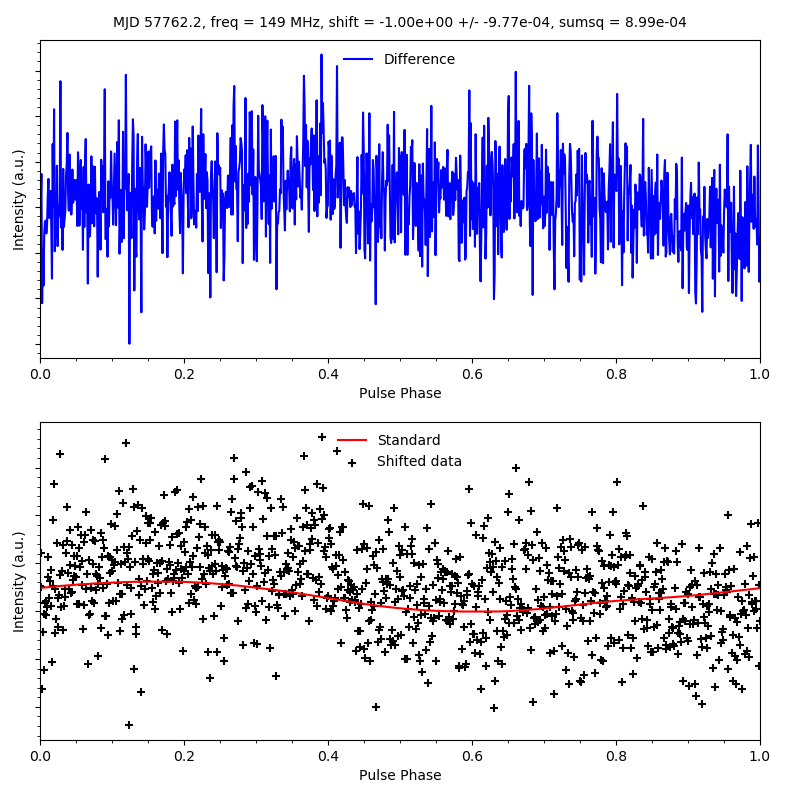 MJD 57762.2, freq = 149 MHz, shift = -1.00e+00 +/- -9.77e-04, sumsq = 8.99e-04
Difference
Intensity (a.u.)
0.0 0.2 0.4 0.6 0.8 1.0
Pulse Phase
Standard
Shifted data
Intensity (a.u.)
0.0 0.2 0.4 0.6 0.8 1.0
Pulse Phase